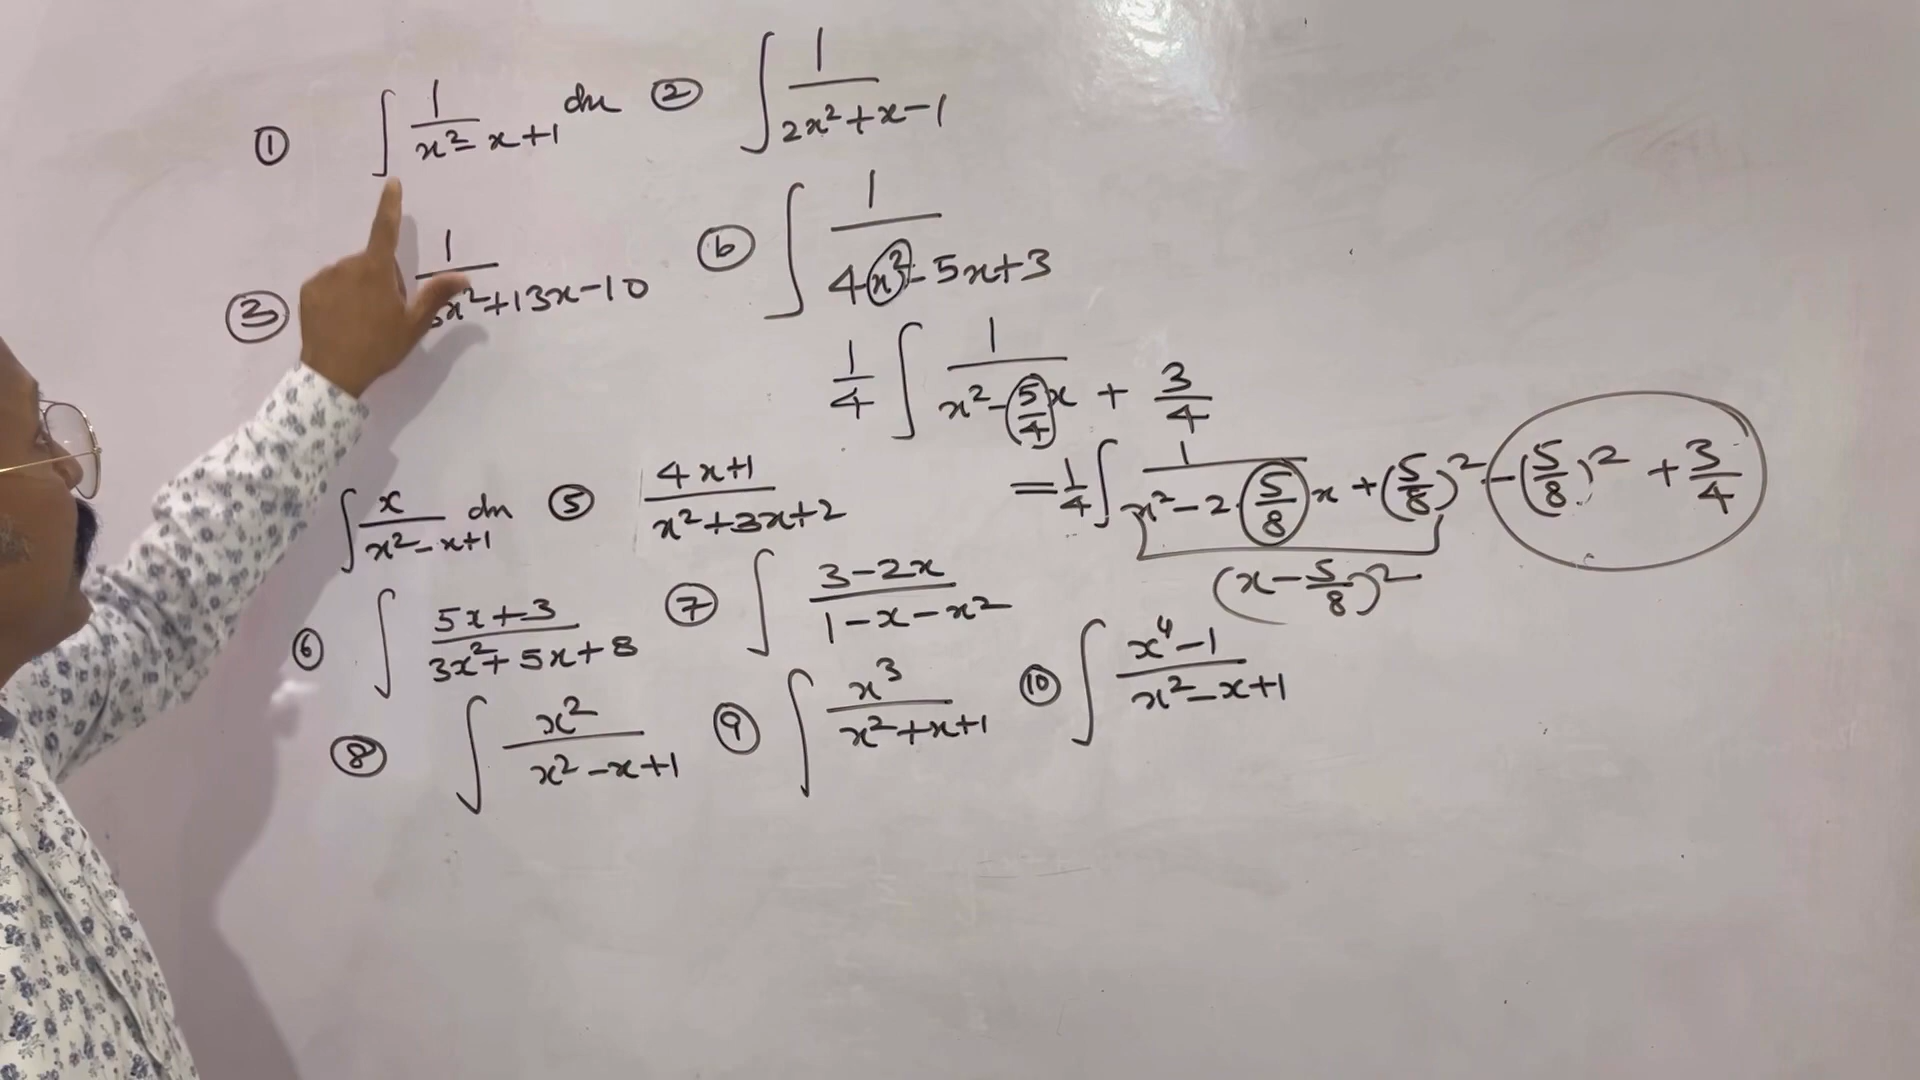 ① ∫ 1/(x² - x+1) dx ② ∫ 1/(2x²+x-1)
③ 1/(x²+13x-10) ⓑ ∫ 1/(4x²-5x+3)
1/4 ∫ 1/(x² - 5/4 x + 3/4)
= 1/4 ∫ 1/(x² - 2·5/8 x + (5/8)² - (5/8)² + 3/4)
(x - 5/8)²
∫ x/(x²-x+1) dx ⑤ (4x+1)/(x²+3x+2)
⑥ ∫ (5x+3)/(3x²+5x+8) ⑦ ∫ (3-2x)/(1-x-x²)
⑧ ∫ x²/(x²-x+1) ⑨ ∫ x³/(x²+x+1) ⑩ ∫ (x⁴-1)/(x²-x+1)